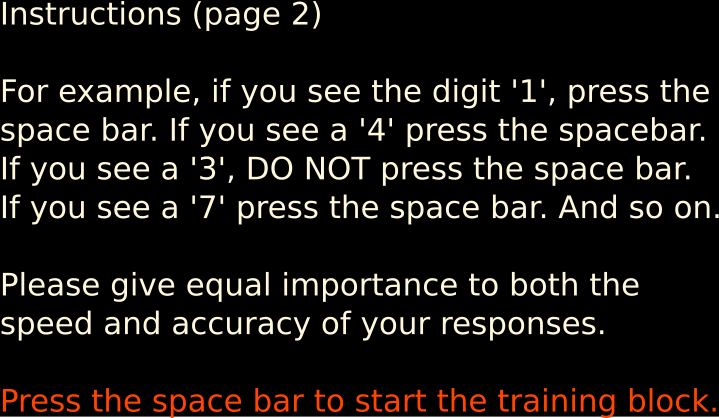 Instructions (page 2)
For example, if you see the digit '1', press the
space bar. If you see a '4' press the spacebar.
If you see a '3', DO NOT press the space bar.
If you see a '7' press the space bar. And so on.
Please give equal importance to both the
speed and accuracy of your responses.
Press the space bar to start the training block.